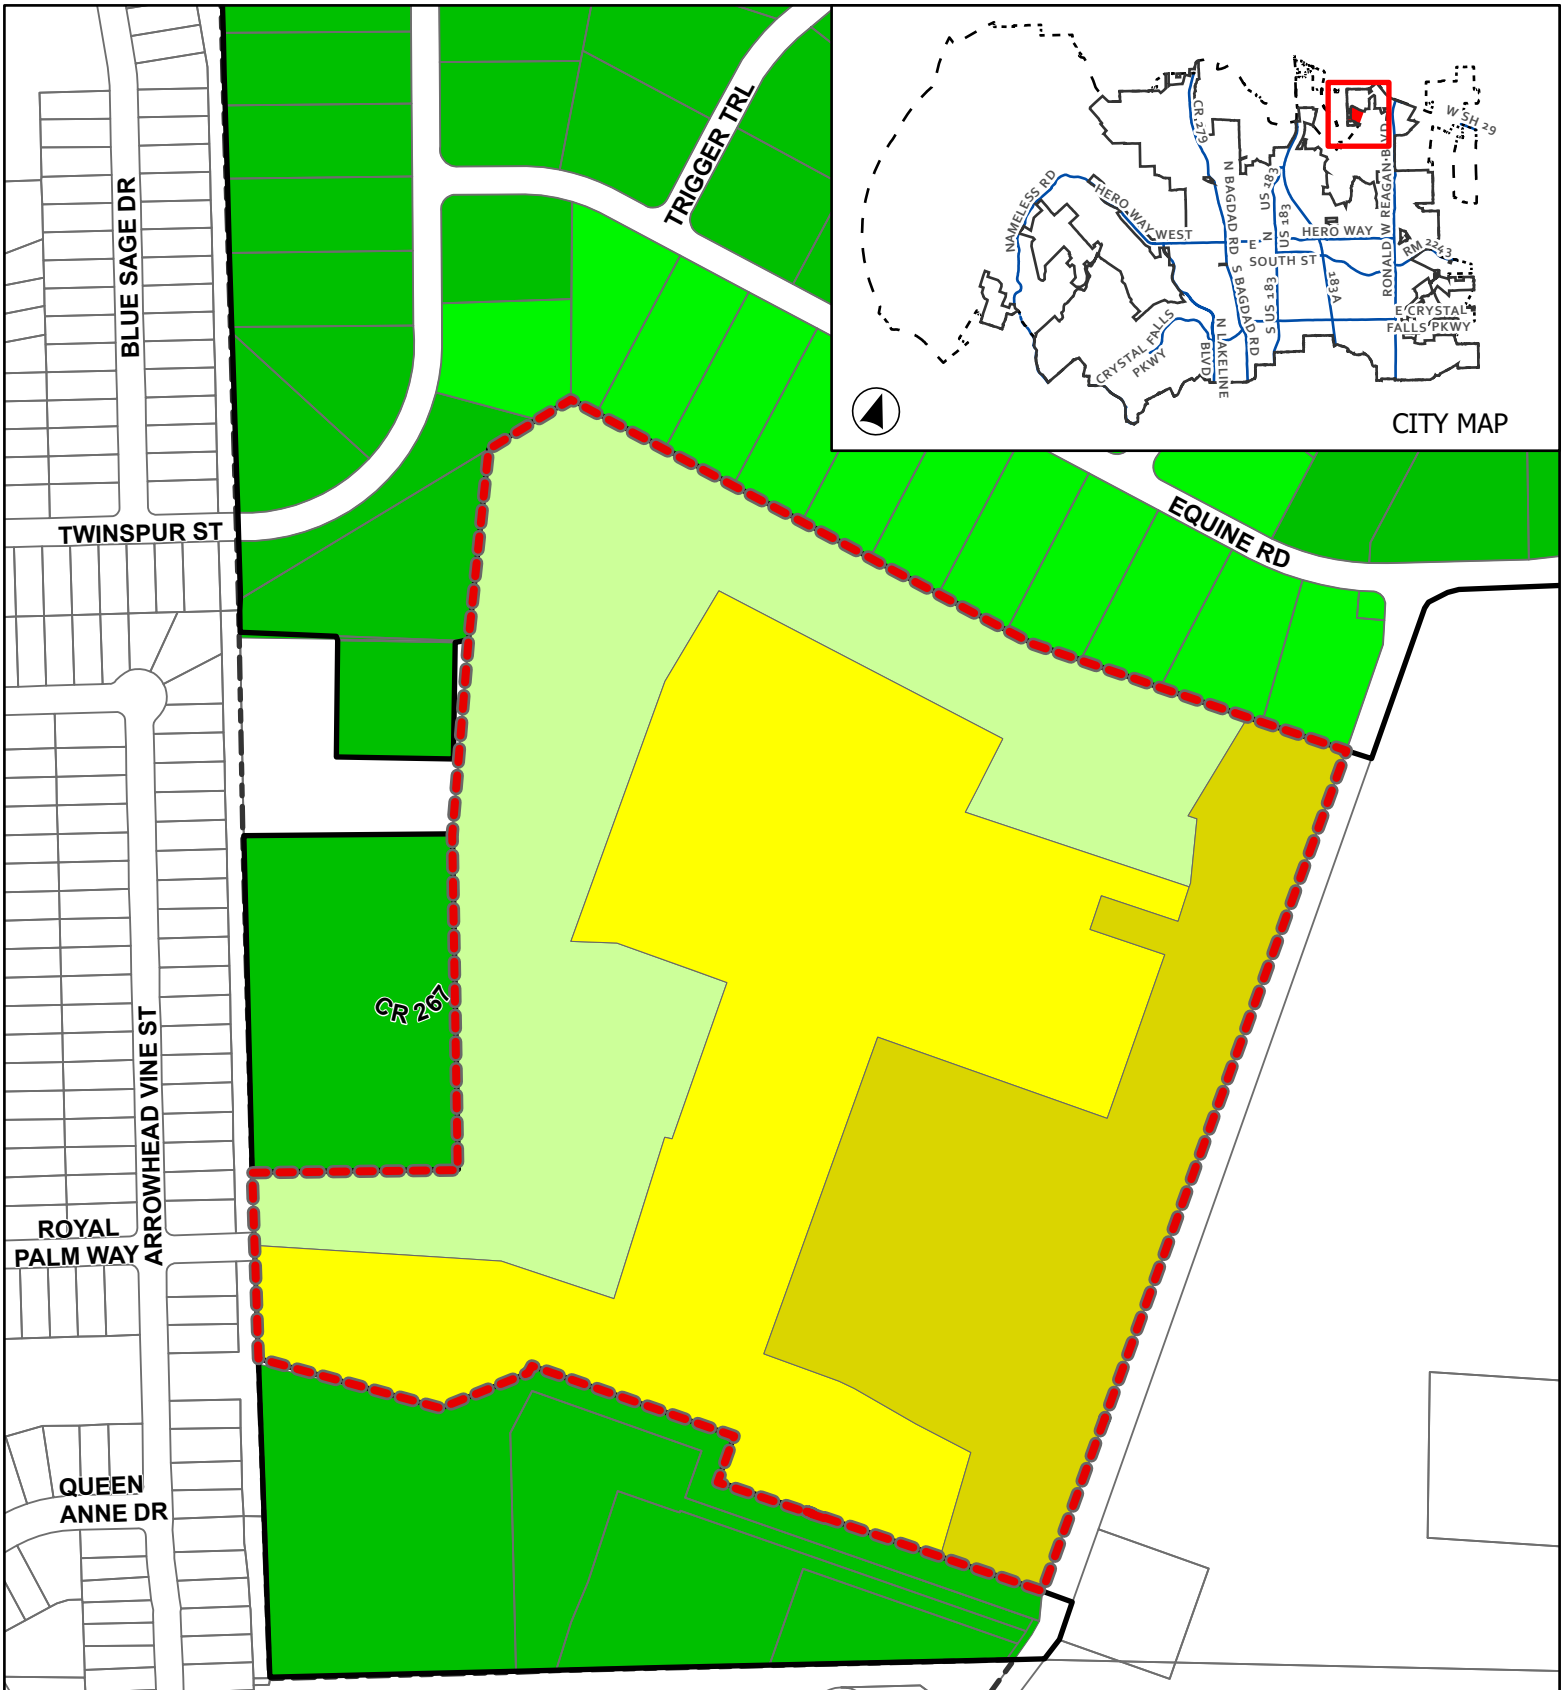 BLUE SAGE DR
TRIGGER TRL
TWINSPUR ST
EQUINE RD
CR 267
ARROWHEAD VINE ST
ROYAL
PALM WAY
QUEEN
ANNE DR
CR 279
W SH 29
NAMELESS RD
HERO WAY
WEST
N BAGDAD RD
S BAGDAD RD
US 183
N
US 183
E
HERO WAY
SOUTH ST
RONALD W REAGAN BLVD
RM 2243
183A
S US 183
E CRYSTAL
FALLS PKWY
CRYSTAL FALLS
PKWY
N LAKELINE
BLVD
CITY MAP